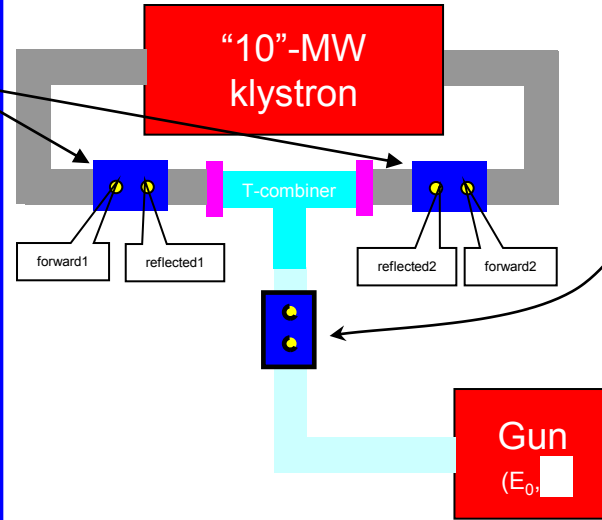 “10”-MW
klystron
T-combiner
forward1
reflected1
reflected2
forward2
Gun
(E₀,